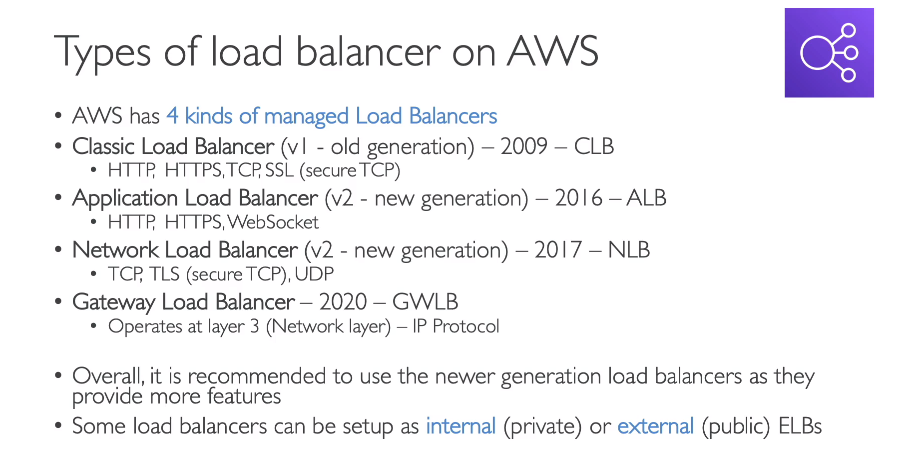 Types of load balancer on AWS
• AWS has 4 kinds of managed Load Balancers
• Classic Load Balancer (v1 - old generation) – 2009 – CLB
• HTTP, HTTPS, TCP, SSL (secure TCP)
• Application Load Balancer (v2 - new generation) – 2016 – ALB
• HTTP, HTTPS, WebSocket
• Network Load Balancer (v2 - new generation) – 2017 – NLB
• TCP, TLS (secure TCP), UDP
• Gateway Load Balancer – 2020 – GWLB
• Operates at layer 3 (Network layer) – IP Protocol
• Overall, it is recommended to use the newer generation load balancers as they
provide more features
• Some load balancers can be setup as internal (private) or external (public) ELBs